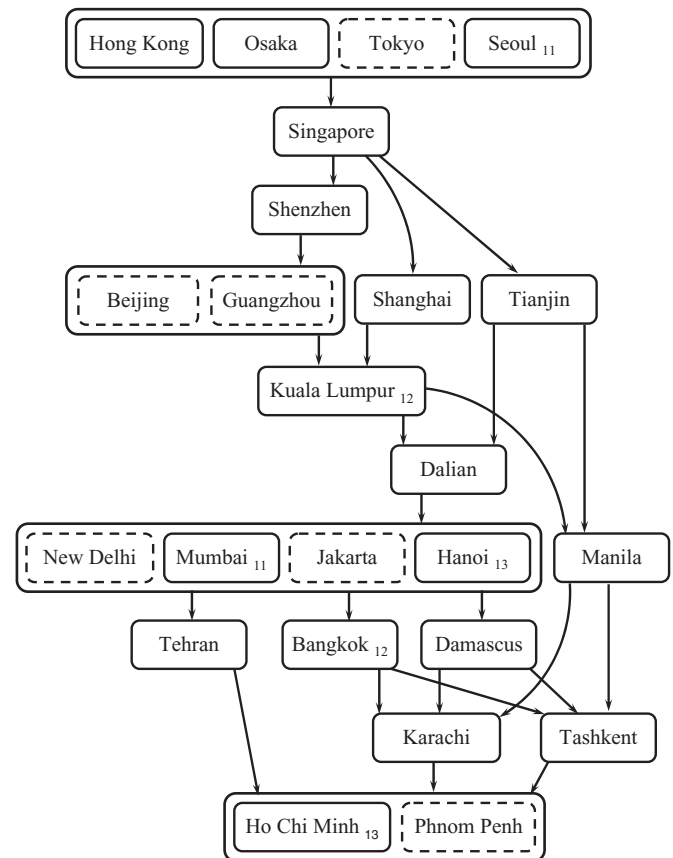 Hong Kong Osaka Tokyo Seoul 11
Singapore
Shenzhen
Beijing Guangzhou Shanghai Tianjin
Kuala Lumpur 12
Dalian
New Delhi Mumbai 11 Jakarta Hanoi 13 Manila
Tehran Bangkok 12 Damascus
Karachi Tashkent
Ho Chi Minh 13 Phnom Penh